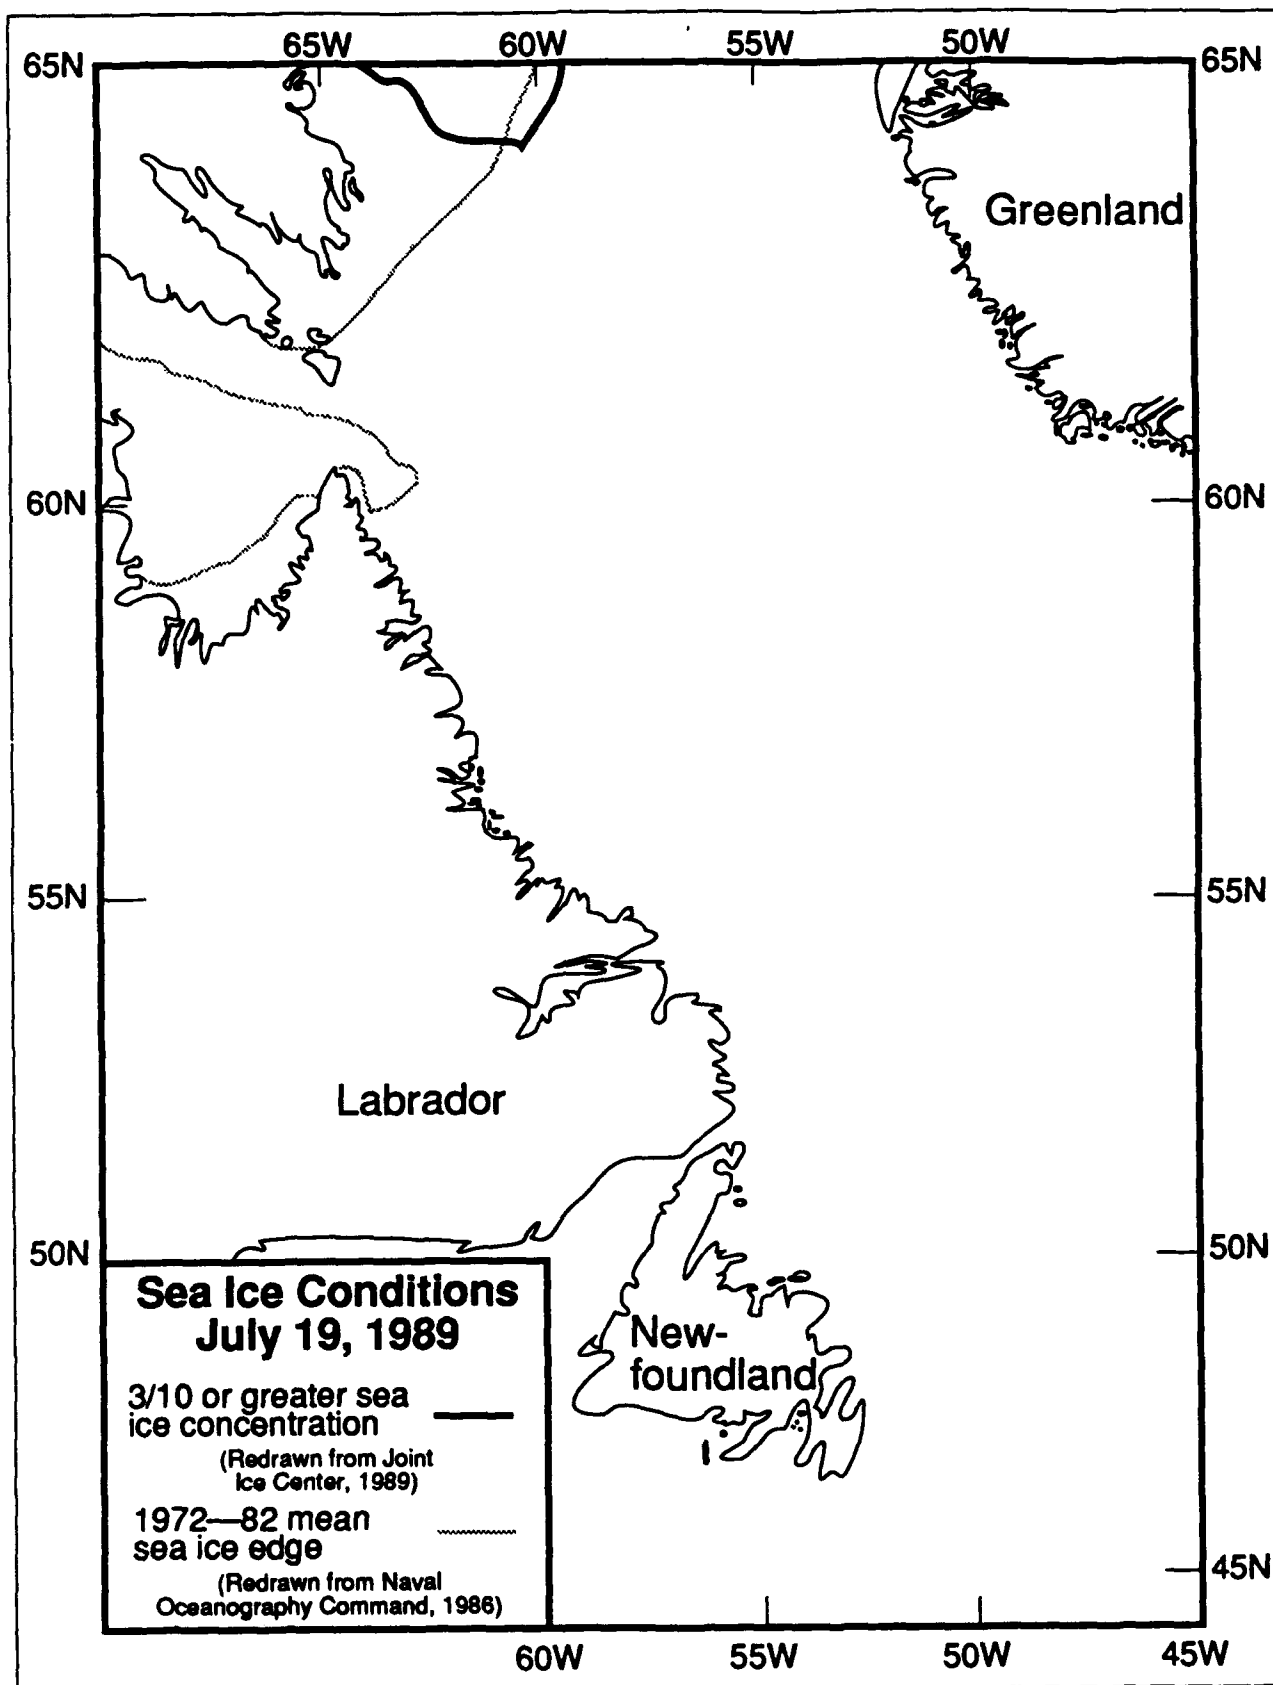 65W 60W 55W 50W
65N 65N
Greenland
60N 60N
55N 55N
Labrador
50N 50N
Sea Ice Conditions
July 19, 1989
3/10 or greater sea
ice concentration
(Redrawn from Joint
Ice Center, 1989)
1972—82 mean
sea ice edge
(Redrawn from Naval
Oceanography Command, 1986)
New-
foundland
45N
60W 55W 50W 45W